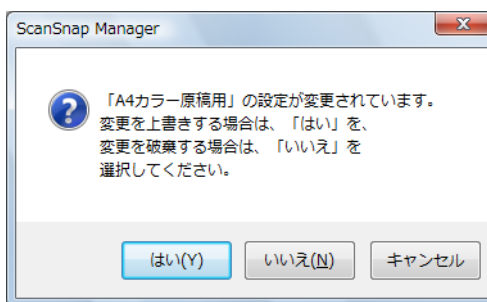 ScanSnap Manager
「A4カラー原稿用」の設定が変更されています。
変更を上書きする場合は、「はい」を、
変更を破棄する場合は、「いいえ」を
選択してください。
はい(Y)
いいえ(N)
キャンセル